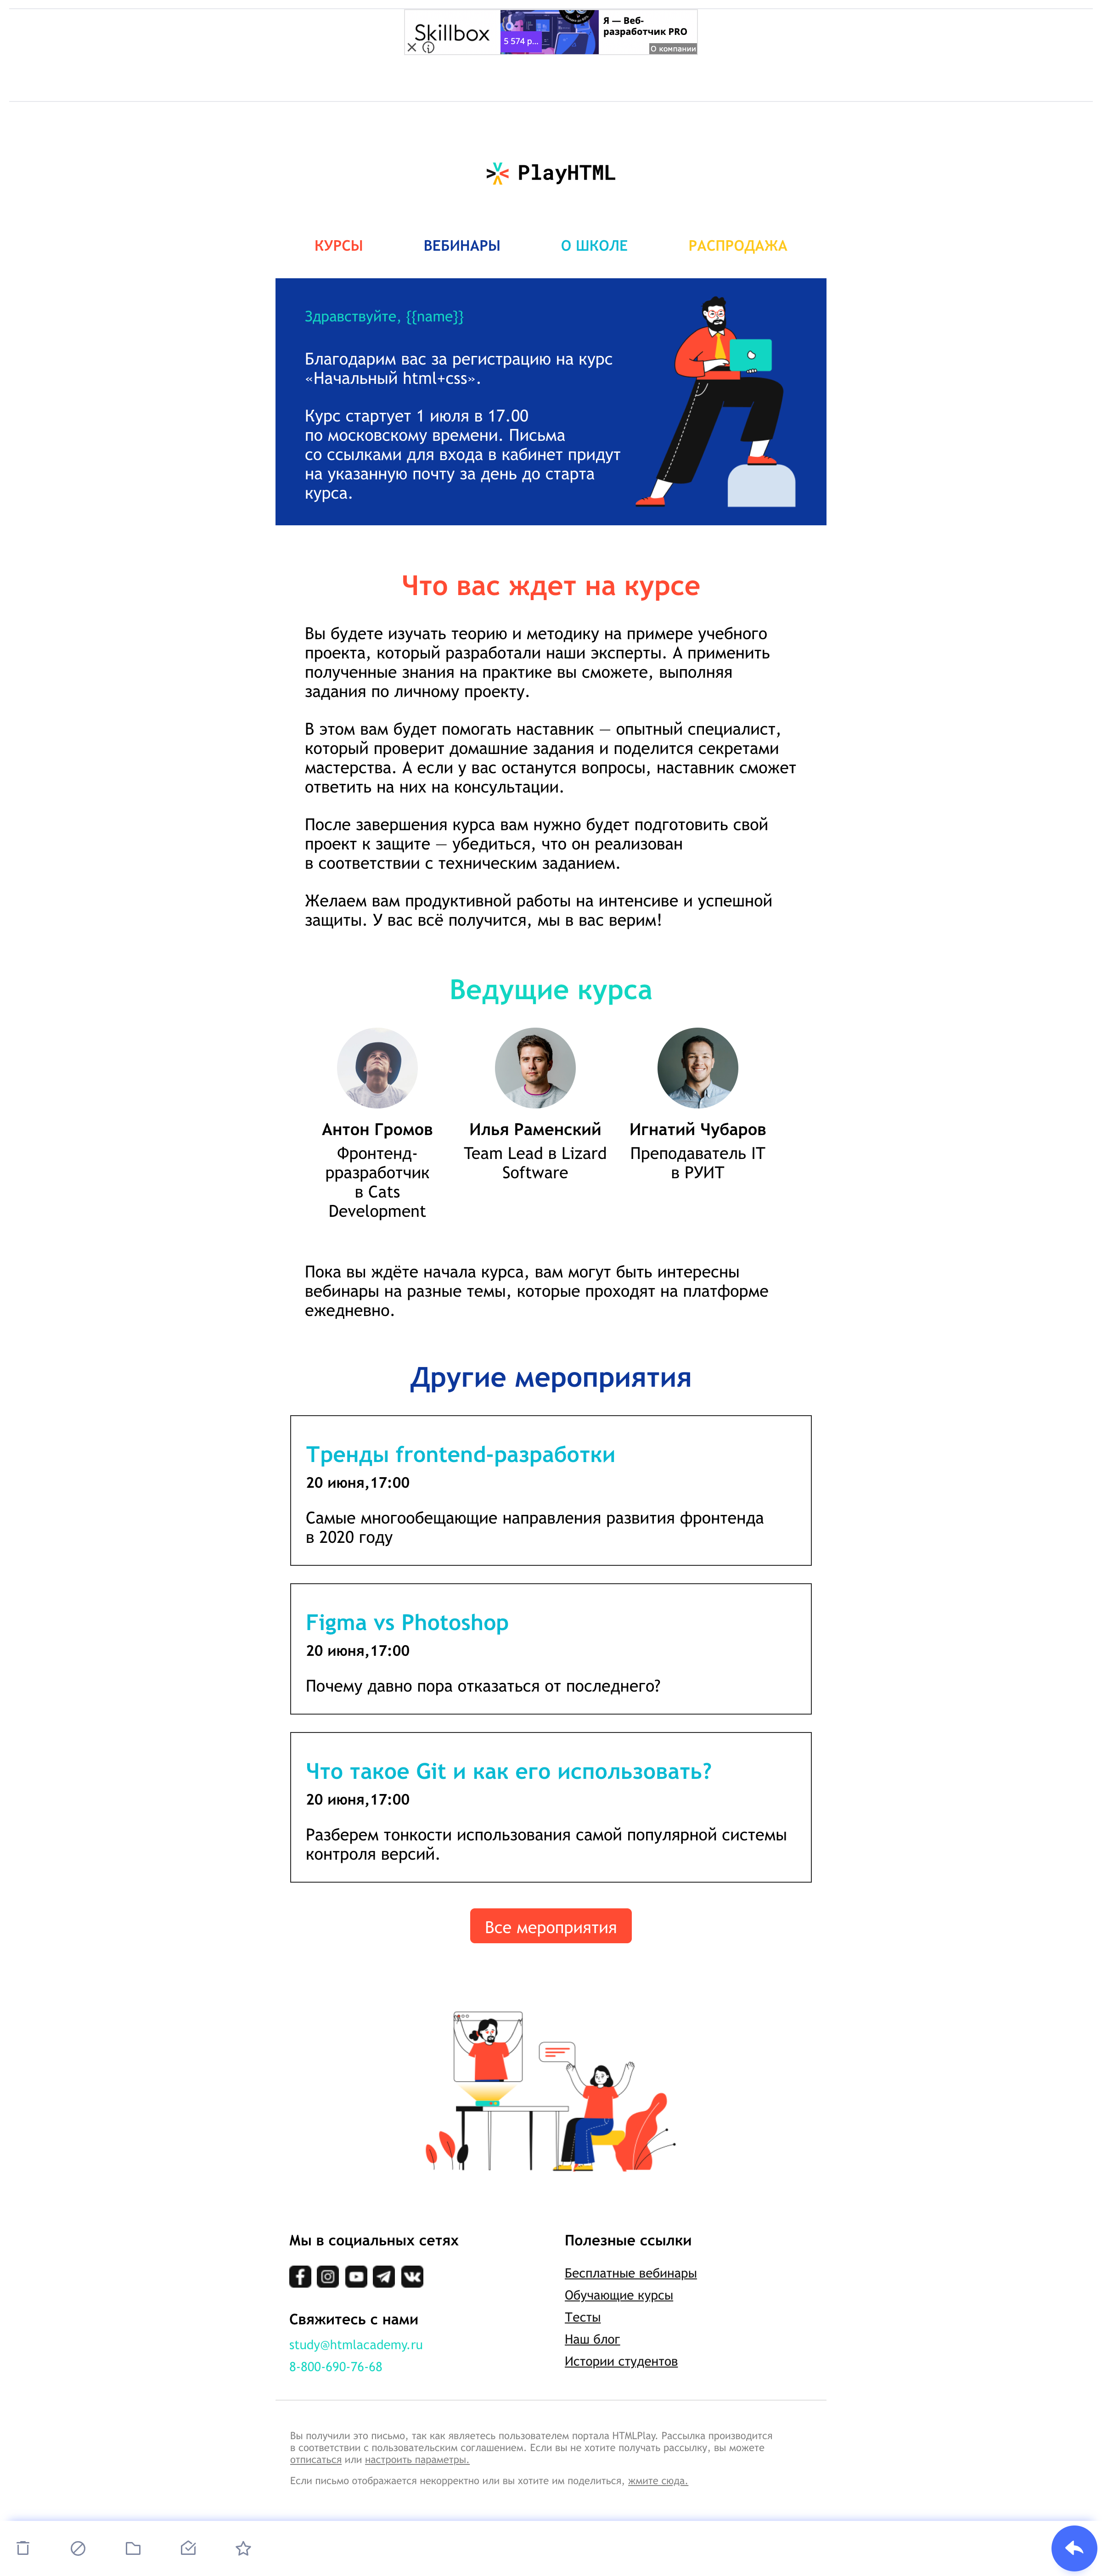 Skillbox
5 574 р...
Я — Веб-
разработчик PRO
О компании
PlayHTML
КУРСЫ ВЕБИНАРЫ О ШКОЛЕ РАСПРОДАЖА
Здравствуйте, {{name}}
Благодарим вас за регистрацию на курс
«Начальный html+css».
Курс стартует 1 июля в 17.00
по московскому времени. Письма
со ссылками для входа в кабинет придут
на указанную почту за день до старта
курса.
Что вас ждет на курсе
Вы будете изучать теорию и методику на примере учебного
проекта, который разработали наши эксперты. А применить
полученные знания на практике вы сможете, выполняя
задания по личному проекту.
В этом вам будет помогать наставник — опытный специалист,
который проверит домашние задания и поделится секретами
мастерства. А если у вас останутся вопросы, наставник сможет
ответить на них на консультации.
После завершения курса вам нужно будет подготовить свой
проект к защите — убедиться, что он реализован
в соответствии с техническим заданием.
Желаем вам продуктивной работы на интенсиве и успешной
защиты. У вас всё получится, мы в вас верим!
Ведущие курса
Антон Громов
Фронтенд-
рразработчик
в Cats
Development
Илья Раменский
Team Lead в Lizard
Software
Игнатий Чубаров
Преподаватель IT
в РУИТ
Пока вы ждёте начала курса, вам могут быть интересны
вебинары на разные темы, которые проходят на платформе
ежедневно.
Другие мероприятия
Тренды frontend-разработки
20 июня,17:00
Самые многообещающие направления развития фронтенда
в 2020 году
Figma vs Photoshop
20 июня,17:00
Почему давно пора отказаться от последнего?
Что такое Git и как его использовать?
20 июня,17:00
Разберем тонкости использования самой популярной системы
контроля версий.
Все мероприятия
Мы в социальных сетях
Свяжитесь с нами
study@htmlacademy.ru
8-800-690-76-68
Полезные ссылки
Бесплатные вебинары
Обучающие курсы
Тесты
Наш блог
Истории студентов
Вы получили это письмо, так как являетесь пользователем портала HTMLPlay. Рассылка производится
в соответствии с пользовательским соглашением. Если вы не хотите получать рассылку, вы можете
отписаться или настроить параметры.
Если письмо отображается некорректно или вы хотите им поделиться, жмите сюда.